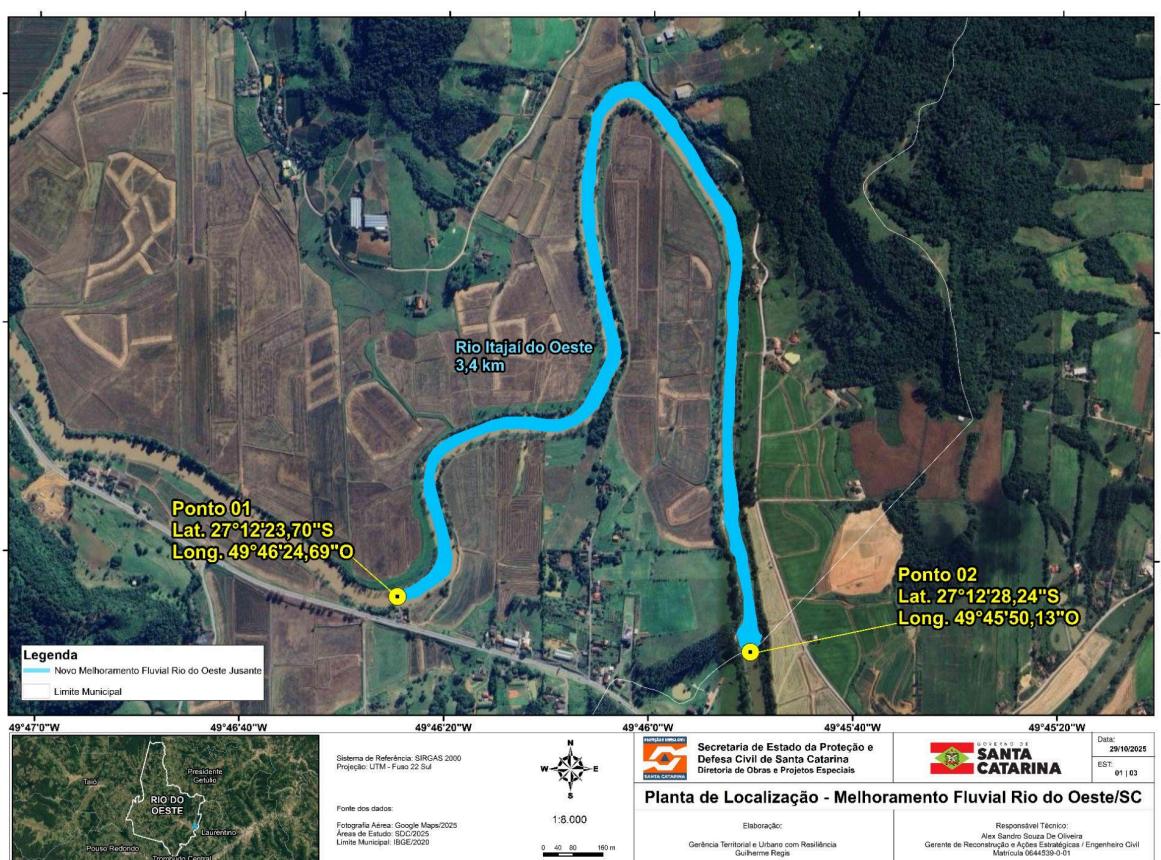 Rio Itajaí do Oeste
3,4 km
Ponto 01
Lat. 27°12'23,70"S
Long. 49°46'24,69"O
Ponto 02
Lat. 27°12'28,24"S
Long. 49°45'50,13"O
Legenda
Novo Melhoramento Fluvial Rio do Oeste Jusante
Limite Municipal
49°47'0"W
49°46'40"W
49°46'20"W
49°46'0"W
49°45'40"W
49°45'20"W
Taió
Presidente
Getúlio
RIO DO
OESTE
Laurentino
Pouso Redondo
Trombudo Central
Sistema de Referência: SIRGAS 2000
Projeção: UTM - Fuso 22 Sul
Fonte dos dados:
Fotografia Aérea: Google Maps/2025
Áreas de Estudo: SDC/2025
Limite Municipal: IBGE/2020
N
W
E
S
1:8.000
0 40 80 160 m
SANTA CATARINA
Secretaria de Estado da Proteção e
Defesa Civil de Santa Catarina
Diretoria de Obras e Projetos Especiais
GOVERNO DE
SANTA
CATARINA
Data:
29/10/2025
EST:
01 | 03
Planta de Localização - Melhoramento Fluvial Rio do Oeste/SC
Elaboração:
Gerência Territorial e Urbano com Resiliência
Guilherme Regis
Responsável Técnico:
Alex Sandro Souza De Oliveira
Gerente de Reconstrução e Ações Estratégicas / Engenheiro Civil
Matrícula 0644539-0-01